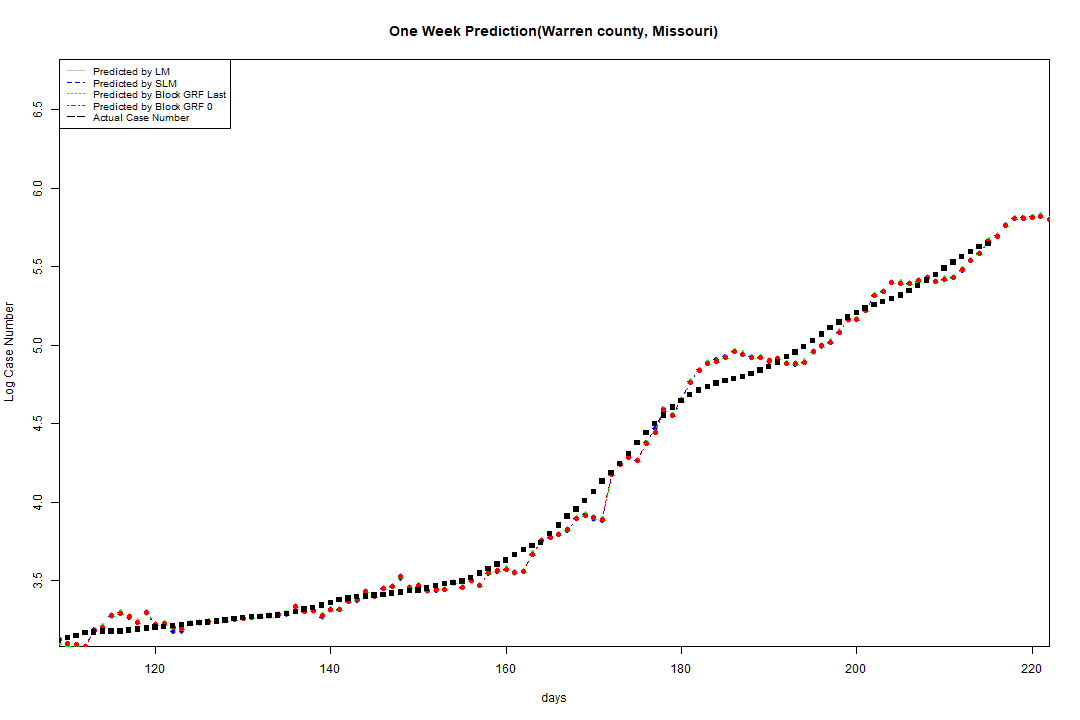 One Week Prediction(Warren county, Missouri)
Predicted by LM
Predicted by SLM
Predicted by Block GRF Last
Predicted by Block GRF 0
Actual Case Number
6.5
6.0
5.5
5.0
4.5
4.0
3.5
Log Case Number
120 140 160 180 200 220
days